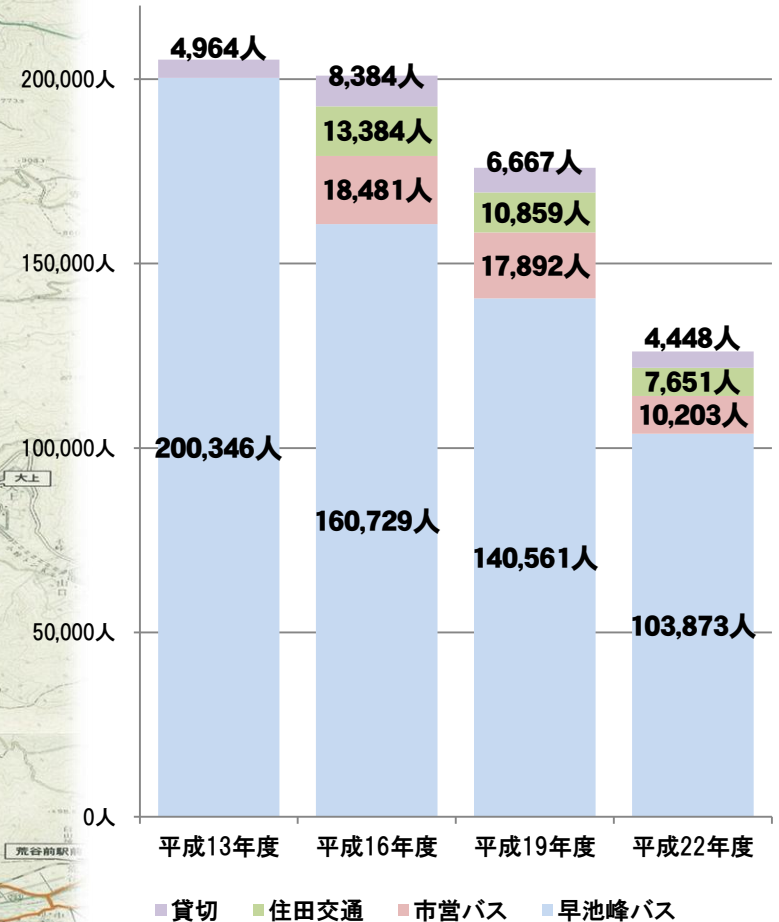 4,964人
200,000人
8,384人
13,384人
6,667人
18,481人
10,859人
150,000人
17,892人
4,448人
7,651人
10,203人
100,000人
200,346人
大上
160,729人
140,561人
山口
50,000人
103,873人
0人
荒谷前駅前
平成13年度 平成16年度 平成19年度 平成22年度
貸切 住田交通 市営バス 早池峰バス